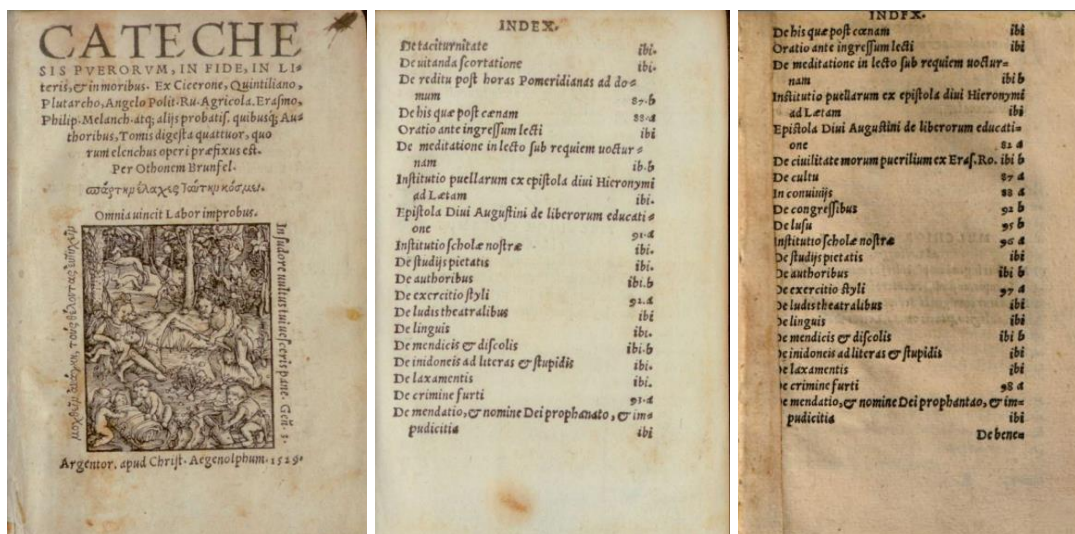 CATECHE
SIS PVERORVM, IN FIDE, IN LI⸗
teris, & in moribus. Ex Cicerone, Quintiliano,
Plutarcho, Angelo Polit. Ru. Agricola. Erasmo,
Philip. Melanch. atq; alijs probatiſ. quibusq; Au⸗
thoribus, Tomis digeſta quattuor, quo
rum elenchus operi præfixus eſt.
Per Othonem Brunfel.
Omnia uincit Labor improbus.
In ſudore uultus tui ueſceris pane. Geñ. 3.
Argentor. apud Chriſt. Aegenolphum. 1529.
INDEX.
De taciturnitate ibi.
De uitanda ſcortatione ibi.
De reditu poſt horas Pomeridianas ad do⸗
mum 87.b
De his quæ poſt cœnam 88.a
Oratio ante ingreſſum lecti ibi
De meditatione in lecto ſub requiem uoctur⸗
nam ib.b
Inſtitutio puellarum ex epiſtola diui Hieronymi
ad Lætam ibi.
Epiſtola Diui Auguſtini de liberorum educati⸗
one 91.a
Inſtitutio ſcholæ noſtræ ibi.
De ſtudijs pietatis ibi.
De authoribus ibi.b
De exercitio ſtyli 92.a
De ludis theatralibus ibi
De linguis ibi.
De mendicis & diſcolis ibi.b
De inidoneis ad literas & ſtupidis ibi.
De laxamentis ibi.
De crimine furti 93.a
De mendatio, & nomine Dei prophanato, & im⸗
pudicitia ibi
INDEX.
De his quæ poſt cœnam ibi
Oratio ante ingreſſum lecti ibi
De meditatione in lecto ſub requiem uoctur⸗
nam ibi b
Inſtitutio puellarum ex epiſtola diui Hieronymi
ad Lætam ibi
Epiſtola Diui Auguſtini de liberorum educati⸗
one 82 a
De ciuilitate morum puerilium ex Eraſ. Ro. ibi b
De cultu 87 a
In conuiuijs 88 a
De congreſſibus 92 b
De luſu 95 b
Inſtitutio ſcholæ noſtræ 96 a
De ſtudijs pietatis ibi
De authoribus ibi b
De exercitio ſtyli 97 a
De ludis theatralibus ibi
De linguis ibi
De mendicis & diſcolis ibi b
De inidoneis ad literas & ſtupidis ibi
De laxamentis ibi
De crimine furti 98 a
De mendatio, & nomine Dei prophantao, & im⸗
pudicitia ibi
De bene⸗